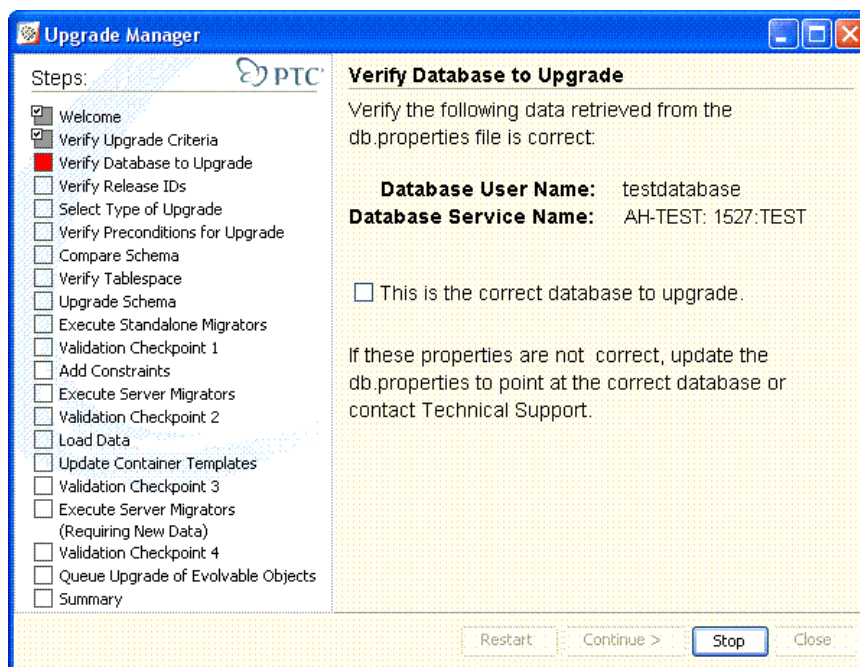 Upgrade Manager
Steps:
PTC
Welcome
Verify Upgrade Criteria
Verify Database to Upgrade
Verify Release IDs
Select Type of Upgrade
Verify Preconditions for Upgrade
Compare Schema
Verify Tablespace
Upgrade Schema
Execute Standalone Migrators
Validation Checkpoint 1
Add Constraints
Execute Server Migrators
Validation Checkpoint 2
Load Data
Update Container Templates
Validation Checkpoint 3
Execute Server Migrators
(Requiring New Data)
Validation Checkpoint 4
Queue Upgrade of Evolvable Objects
Summary
Verify Database to Upgrade
Verify the following data retrieved from the
db.properties file is correct:
Database User Name: testdatabase
Database Service Name: AH-TEST: 1527:TEST
This is the correct database to upgrade.
If these properties are not correct, update the
db.properties to point at the correct database or
contact Technical Support.
Restart Continue > Stop Close